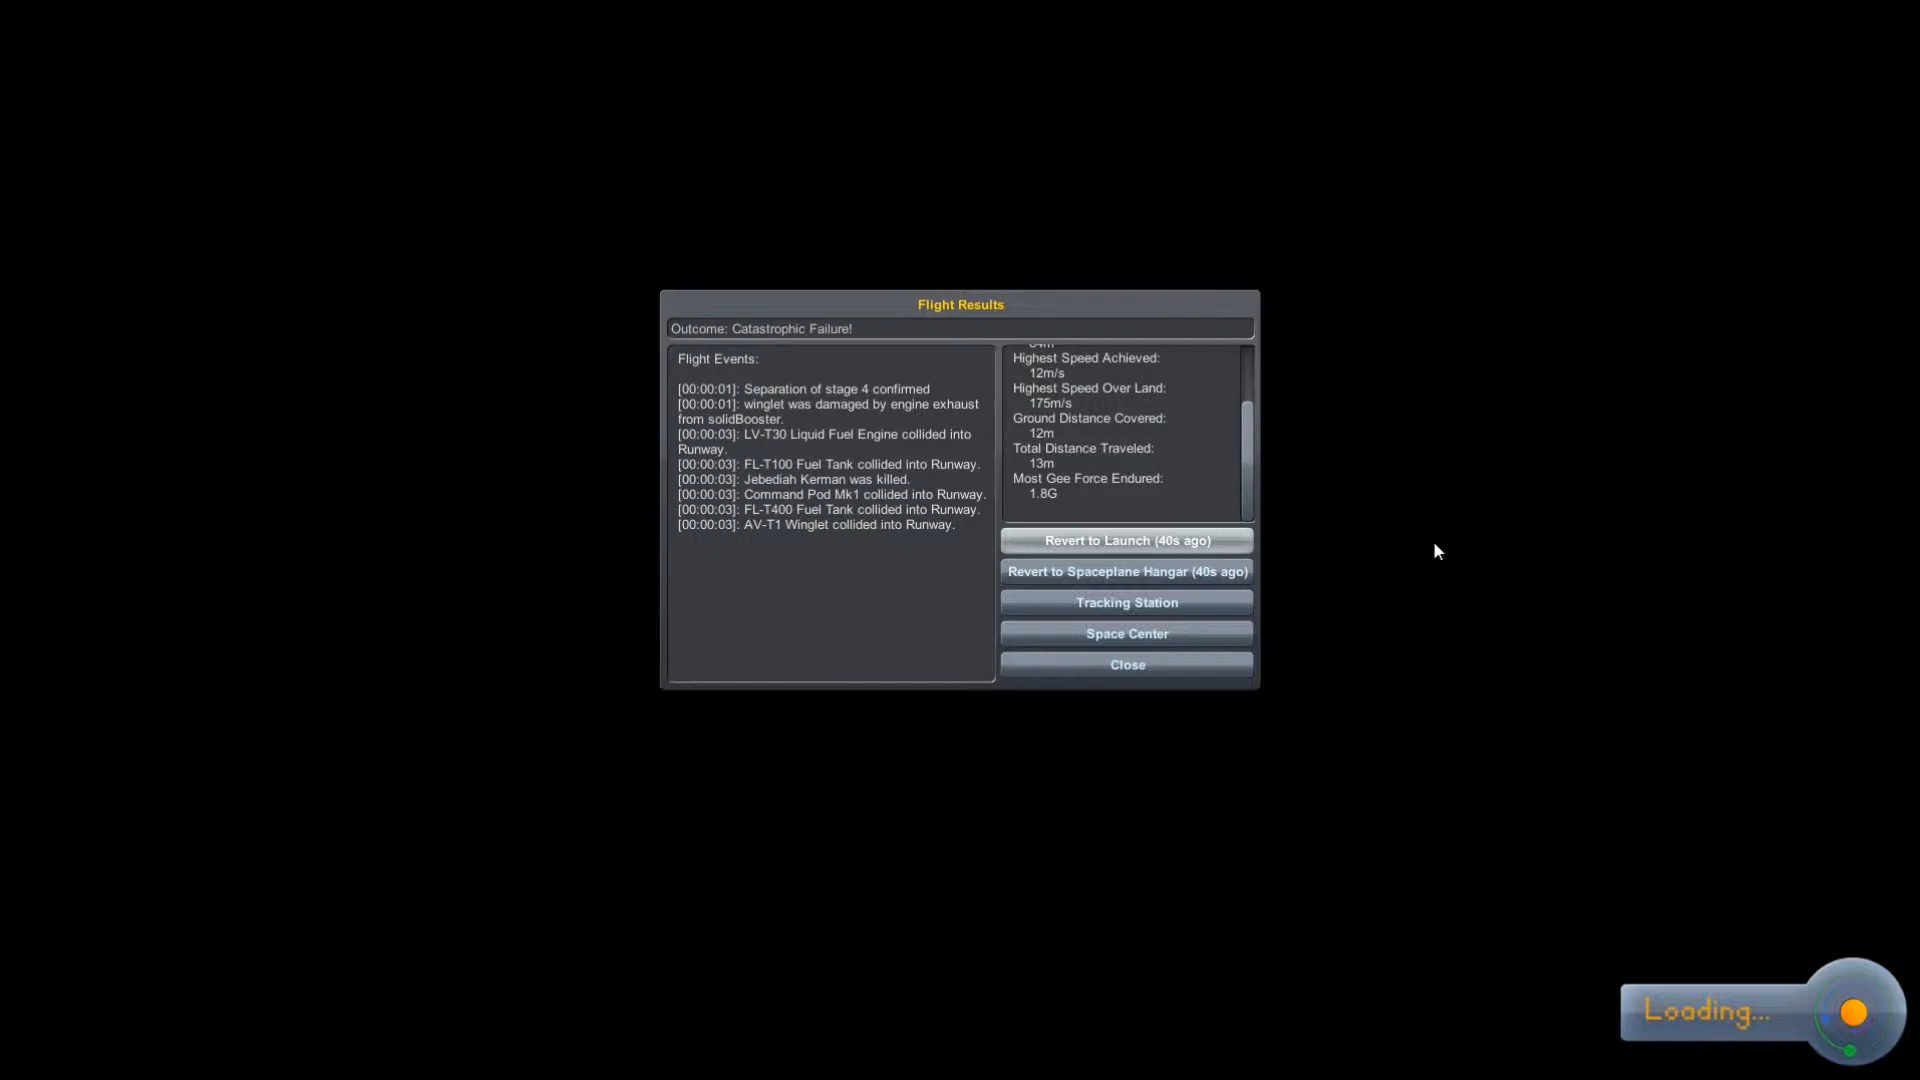 Flight Results
Outcome: Catastrophic Failure!
Flight Events:
[00:00:01]: Separation of stage 4 confirmed
[00:00:01]: winglet was damaged by engine exhaust
from solidBooster.
[00:00:03]: LV-T30 Liquid Fuel Engine collided into
Runway.
[00:00:03]: FL-T100 Fuel Tank collided into Runway.
[00:00:03]: Jebediah Kerman was killed.
[00:00:03]: Command Pod Mk1 collided into Runway.
[00:00:03]: FL-T400 Fuel Tank collided into Runway.
[00:00:03]: AV-T1 Winglet collided into Runway.
Highest Speed Achieved:
12m/s
Highest Speed Over Land:
175m/s
Ground Distance Covered:
12m
Total Distance Traveled:
13m
Most Gee Force Endured:
1.8G
Revert to Launch (40s ago)
Revert to Spaceplane Hangar (40s ago)
Tracking Station
Space Center
Close
Loading...